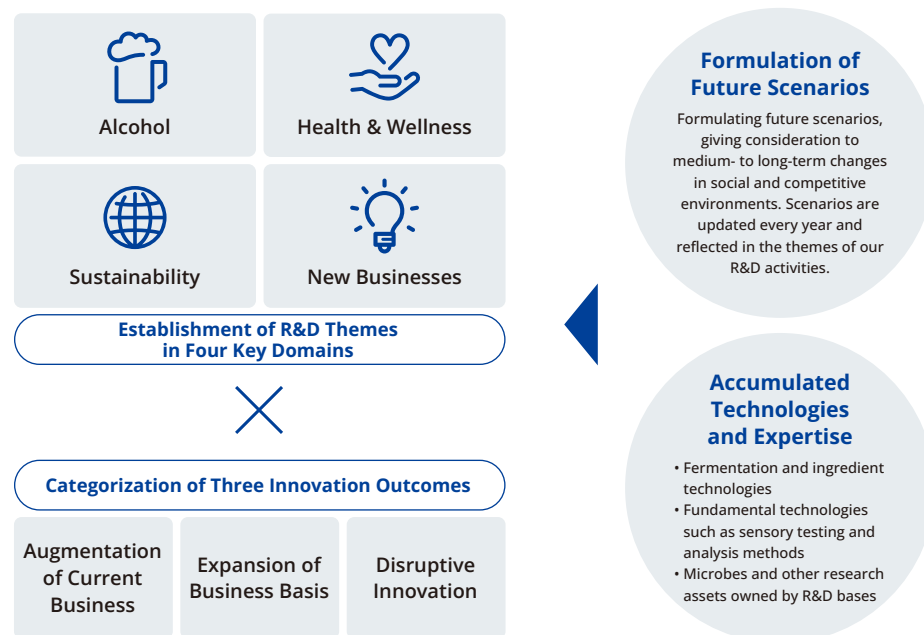 Alcohol
Health & Wellness
Sustainability
New Businesses
Establishment of R&D Themes
in Four Key Domains
Categorization of Three Innovation Outcomes
Augmentation
of Current
Business
Expansion of
Business Basis
Disruptive
Innovation
Formulation of
Future Scenarios
Formulating future scenarios,
giving consideration to
medium- to long-term changes
in social and competitive
environments. Scenarios are
updated every year and
reflected in the themes of our
R&D activities.
Accumulated
Technologies
and Expertise
• Fermentation and ingredient
technologies
• Fundamental technologies
such as sensory testing and
analysis methods
• Microbes and other research
assets owned by R&D bases